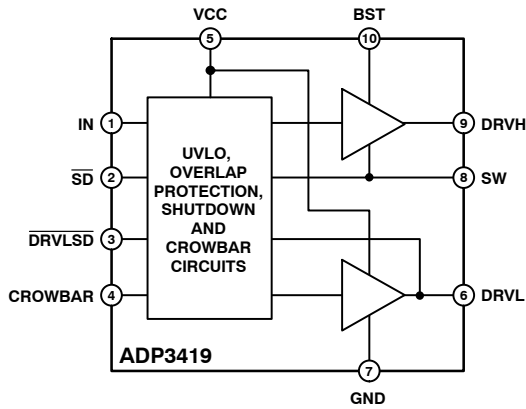 VCC
BST
5
10
IN 1
9 DRVH
SD 2
8 SW
DRVLSD 3
CROWBAR 4
6 DRVL
UVLO,
OVERLAP
PROTECTION,
SHUTDOWN
AND
CROWBAR
CIRCUITS
ADP3419
7
GND